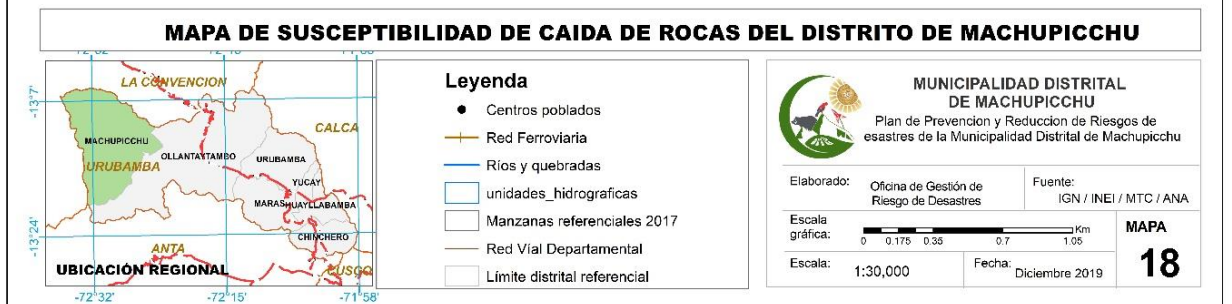 MAPA DE SUSCEPTIBILIDAD DE CAIDA DE ROCAS DEL DISTRITO DE MACHUPICCHU
-72°32' -72°15' -71°58'
-13°7'
-13°24'
LA CONVENCION
CALCA
MACHUPICCHU
OLLANTAYTAMBO
URUBAMBA
URUBAMBA
YUCAY
MARAS
HUAYLLABAMBA
CHINCHERO
ANTA
CUSCO
UBICACIÓN REGIONAL
-72°32' -72°15' -71°58'
Leyenda
Centros poblados
Red Ferroviaria
Ríos y quebradas
unidades_hidrograficas
Manzanas referenciales 2017
Red Víal Departamental
Límite distrital referencial
MUNICIPALIDAD DISTRITAL
DE MACHUPICCHU
Plan de Prevencion y Reduccion de Riesgos de
esastres de la Municipalidad Distrital de Machupicchu
Elaborado: Oficina de Gestión de
Riesgo de Desastres
Fuente:
IGN / INEI / MTC / ANA
Escala
gráfica:
Km
0 0.175 0.35 0.7 1.05
Escala: 1:30,000
Fecha: Diciembre 2019
MAPA
18